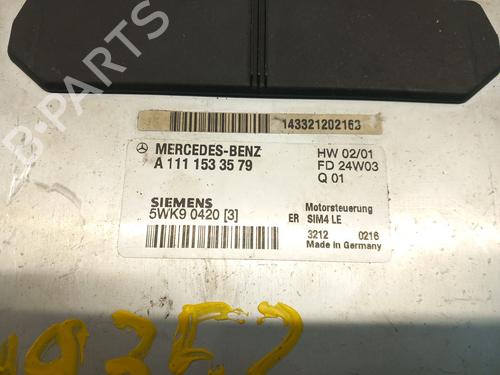 B-PARTS
143321202163
MERCEDES-BENZ
A 111 153 35 79
HW 02/01
FD 24W03
Q 01
SIEMENS
5WK9 0420 [3]
Motorsteuerung
ER SIM4 LE
3212 0216
Made in Germany